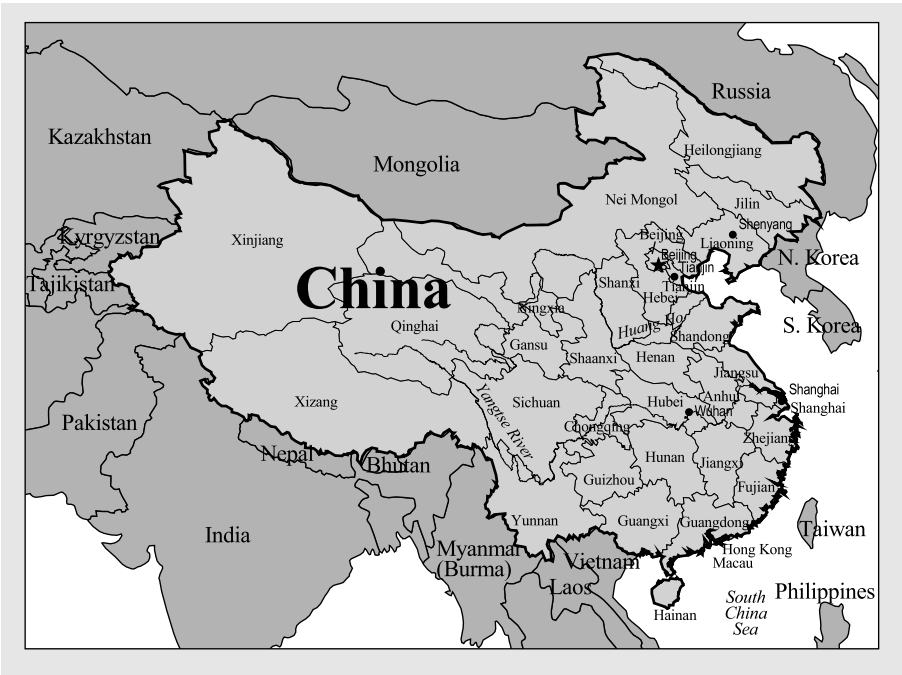 Russia
Kazakhstan
Mongolia
Heilongjiang
Nei Mongol
Jilin
Shenyang
Kyrgyzstan
Xinjiang
Beijing
Liaoning
Beijing
Tianjin
N. Korea
Tajikistan
China
Shanxi
Tianjin
Hebei
Ningxia
Qinghai
Huang He
S. Korea
Shandong
Gansu
Shaanxi
Henan
Jiangsu
Shanghai
Xizang
Yangtse River
Sichuan
Hubei
Anhui
Wuhan
Shanghai
Pakistan
Chongqing
Zhejiang
Nepal
Bhutan
Hunan
Jiangxi
Guizhou
Fujian
India
Yunnan
Guangxi
Guangdong
Taiwan
Myanmar
(Burma)
Vietnam
Hong Kong
Macau
Laos
Philippines
Hainan
South
China
Sea